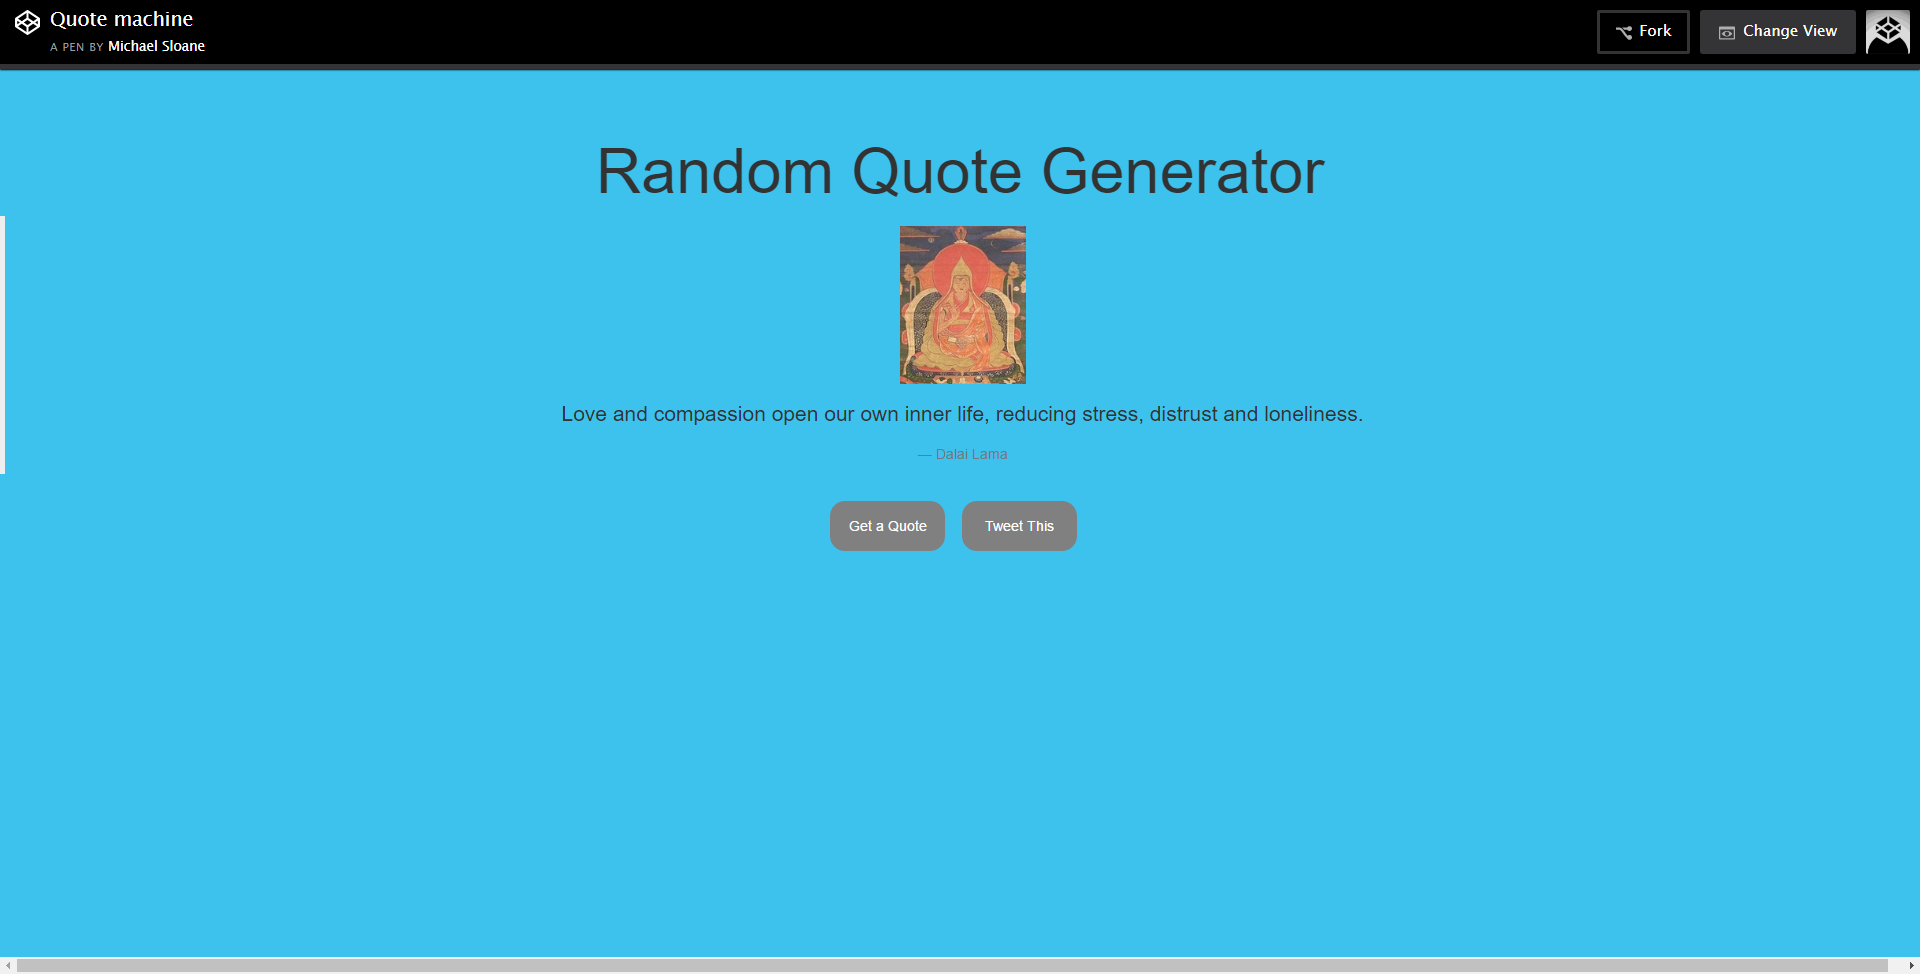 Quote machine
A PEN BY Michael Sloane
Fork
Change View
Random Quote Generator
Love and compassion open our own inner life, reducing stress, distrust and loneliness.
— Dalai Lama
Get a Quote
Tweet This